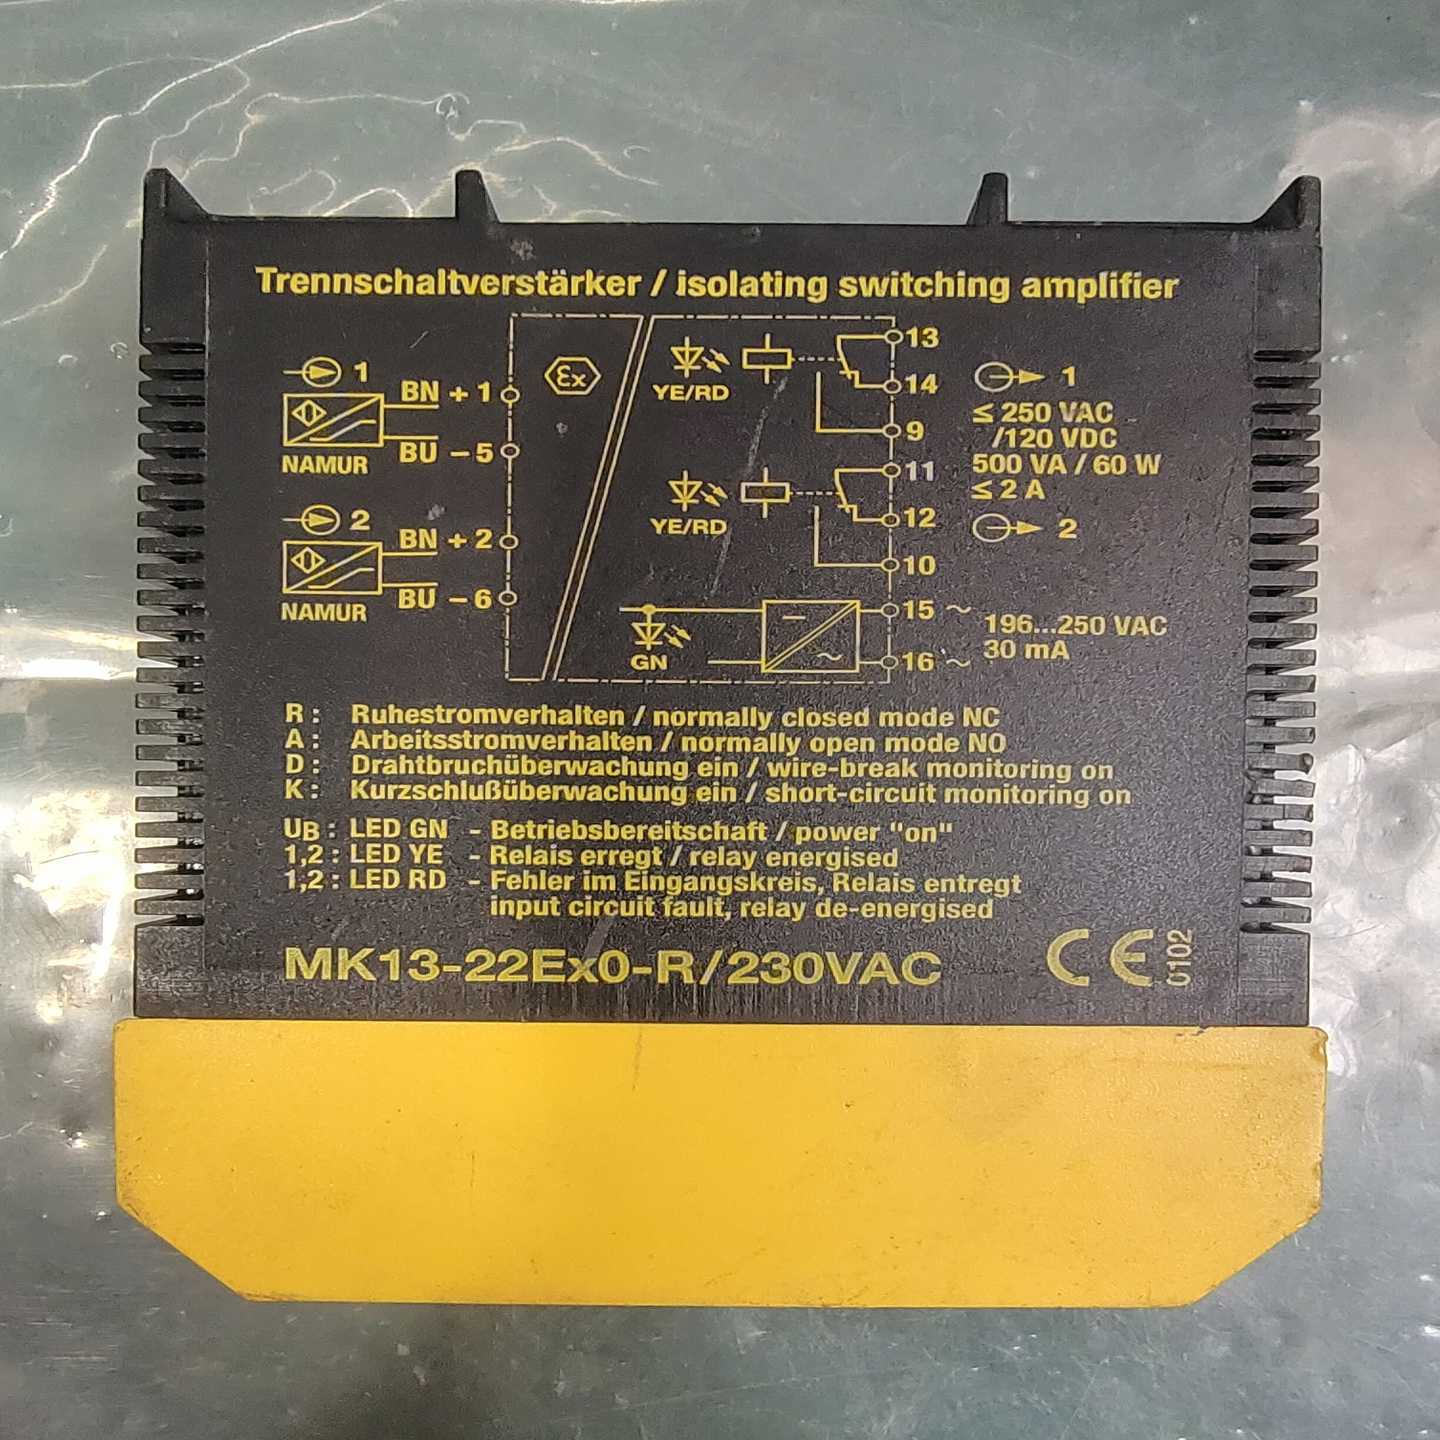 Trennschaltverstärker / isolating switching amplifier
13
1
BN + 1
εx
14
1
YE/RD
≤ 250 VAC
/120 VDC
9
BU – 5
NAMUR
11
500 VA / 60 W
≤ 2 A
2
BN + 2
YE/RD
12
2
10
BU – 6
NAMUR
15 ~
196...250 VAC
30 mA
GN
16 ~
R : Ruhestromverhalten / normally closed mode NC
A : Arbeitsstromverhalten / normally open mode NO
D : Drahtbruchüberwachung ein / wire-break monitoring on
K : Kurzschlußüberwachung ein / short-circuit monitoring on
UB : LED GN - Betriebsbereitschaft / power "on"
1,2 : LED YE - Relais erregt / relay energised
1,2 : LED RD - Fehler im Eingangskreis, Relais entregt
input circuit fault, relay de-energised
MK13-22Ex0-R/230VAC
CE 0102